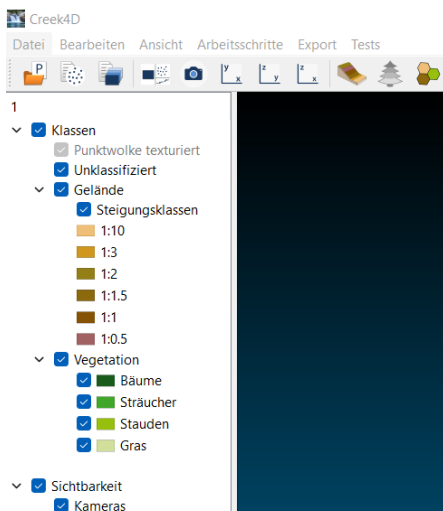 Creek4D
Datei Bearbeiten Ansicht Arbeitsschritte Export Tests
P y x z y z x
1
Klassen
Punktwolke texturiert
Unklassifiziert
Gelände
Steigungsklassen
1:10
1:3
1:2
1:1.5
1:1
1:0.5
Vegetation
Bäume
Sträucher
Stauden
Gras
Sichtbarkeit
Kameras